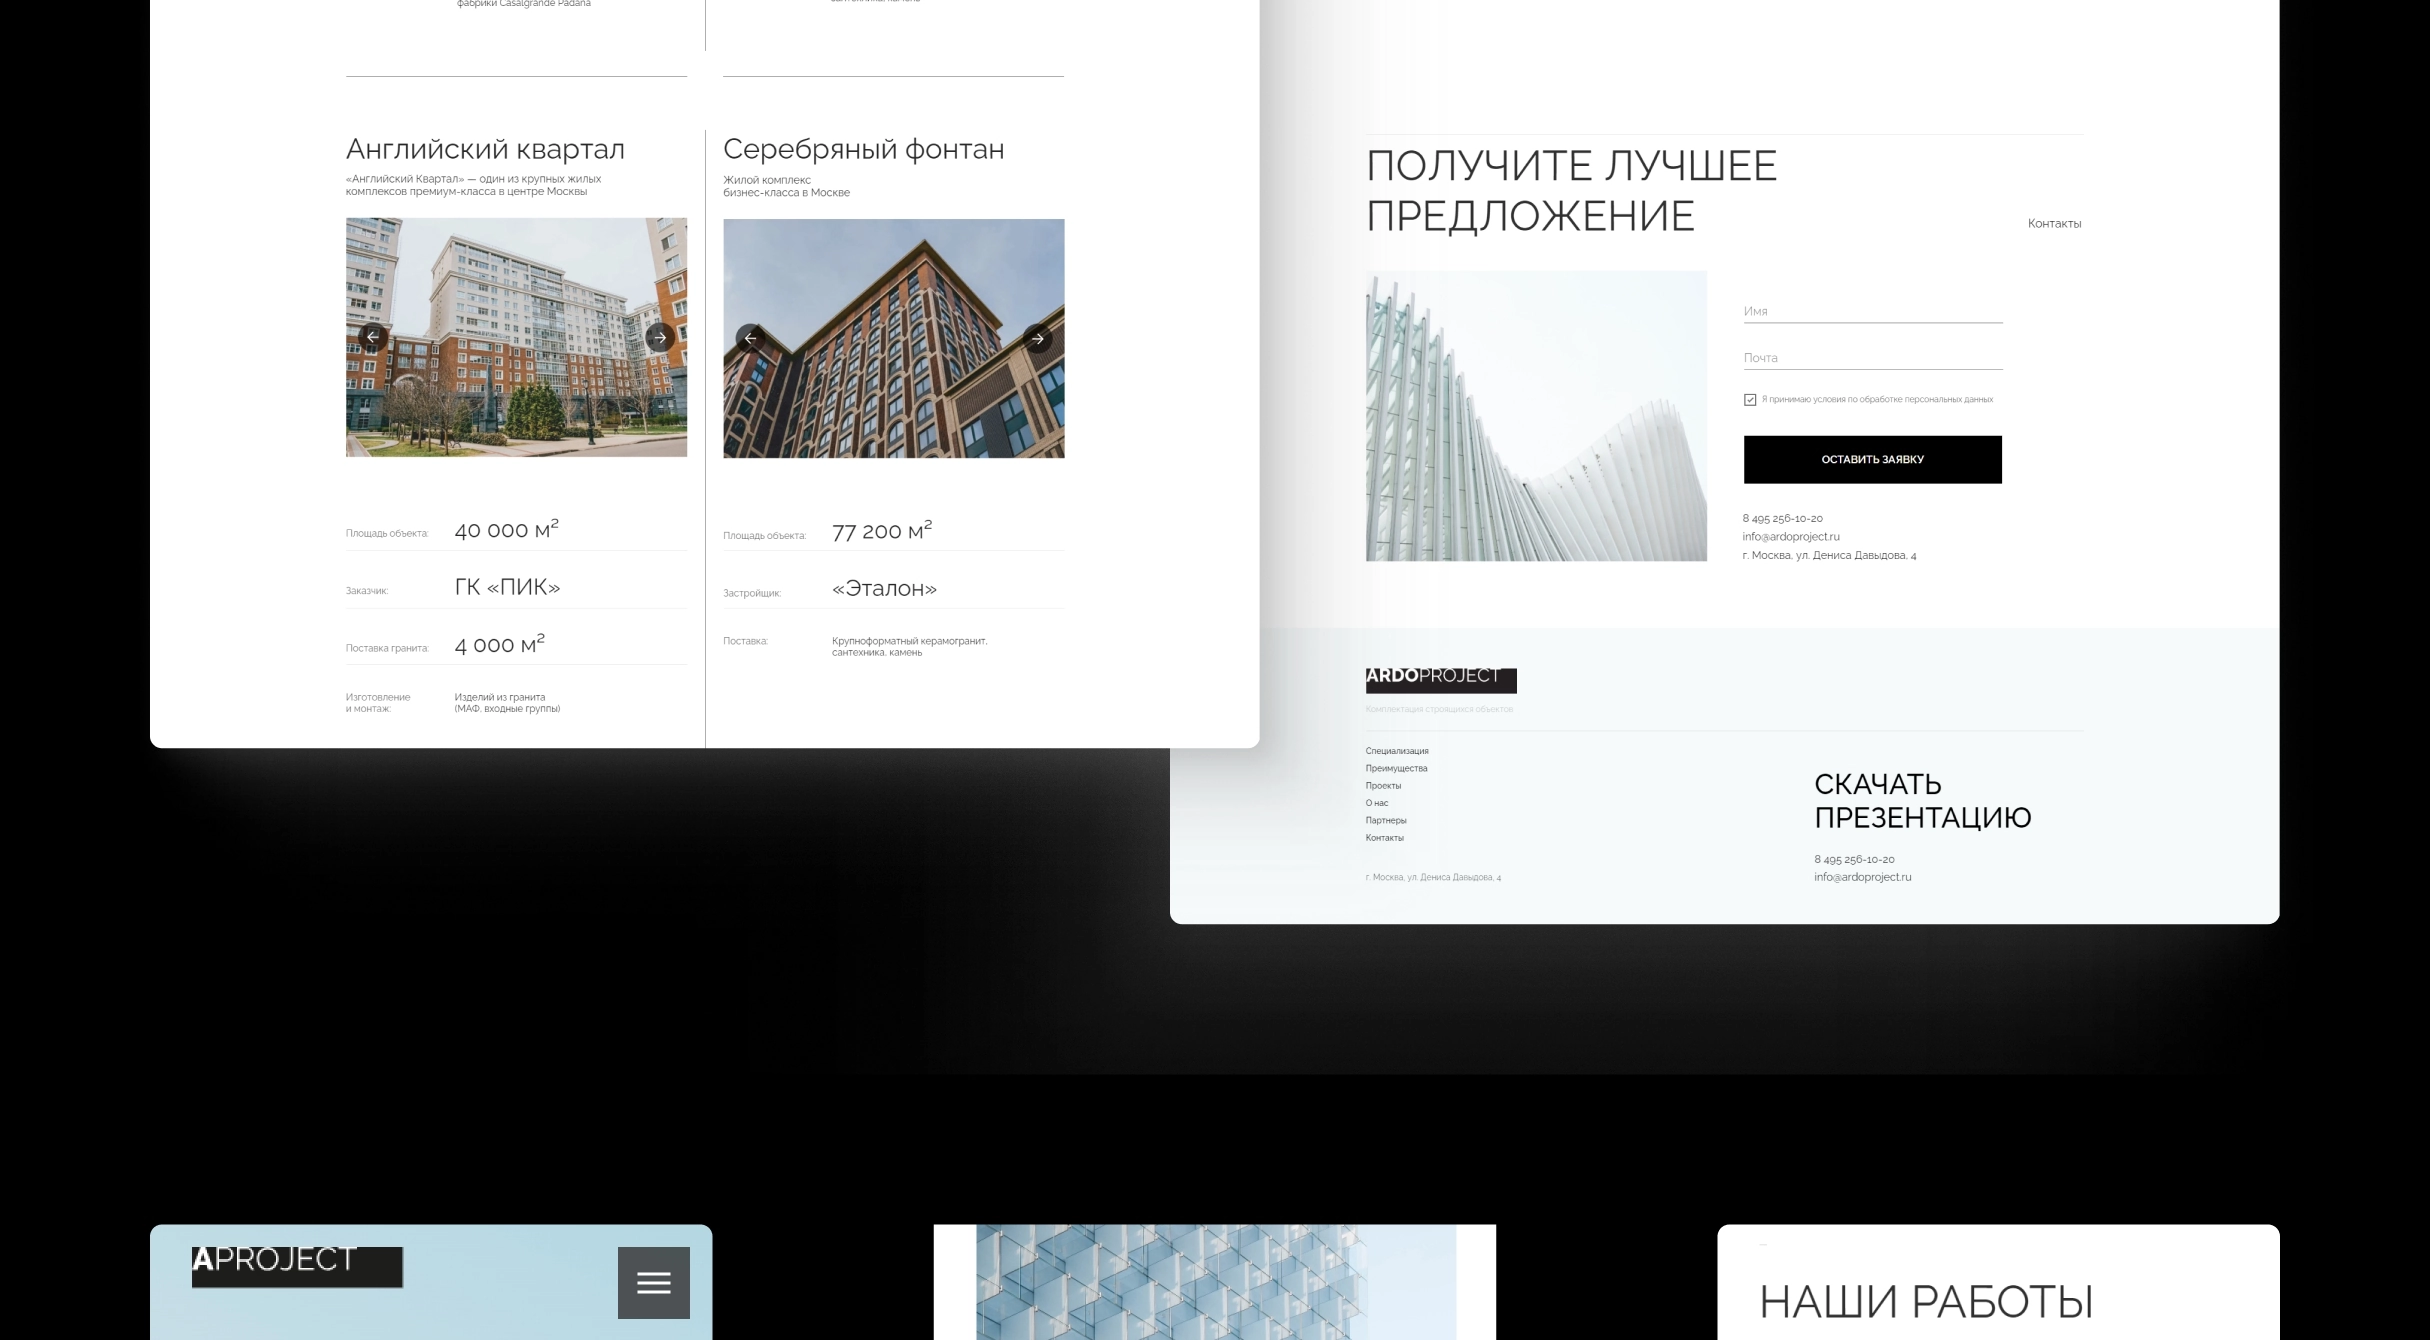 фабрики Casalgrande Padana
Английский квартал
«Английский Квартал» — один из крупных жилых
комплексов премиум-класса в центре Москвы
Площадь объекта: 40 000 м²
Заказчик: ГК «ПИК»
Поставка гранита: 4 000 м²
Изготовление
и монтаж:
Изделий из гранита
(МАФ, входные группы)
Серебряный фонтан
Жилой комплекс
бизнес-класса в Москве
Площадь объекта: 77 200 м²
Застройщик: «Эталон»
Поставка: Крупноформатный керамогранит,
сантехника, камень
ПОЛУЧИТЕ ЛУЧШЕЕ
ПРЕДЛОЖЕНИЕ
Контакты
Имя
Почта
Я принимаю условия по обработке персональных данных
ОСТАВИТЬ ЗАЯВКУ
8 495 256-10-20
info@ardoproject.ru
г. Москва, ул. Дениса Давыдова, 4
ARDOPROJECT
Комплектация строящихся объектов
Специализация
Преимущества
Проекты
О нас
Партнеры
Контакты
г. Москва, ул. Дениса Давыдова, 4
СКАЧАТЬ
ПРЕЗЕНТАЦИЮ
8 495 256-10-20
info@ardoproject.ru
APROJECT
НАШИ РАБОТЫ